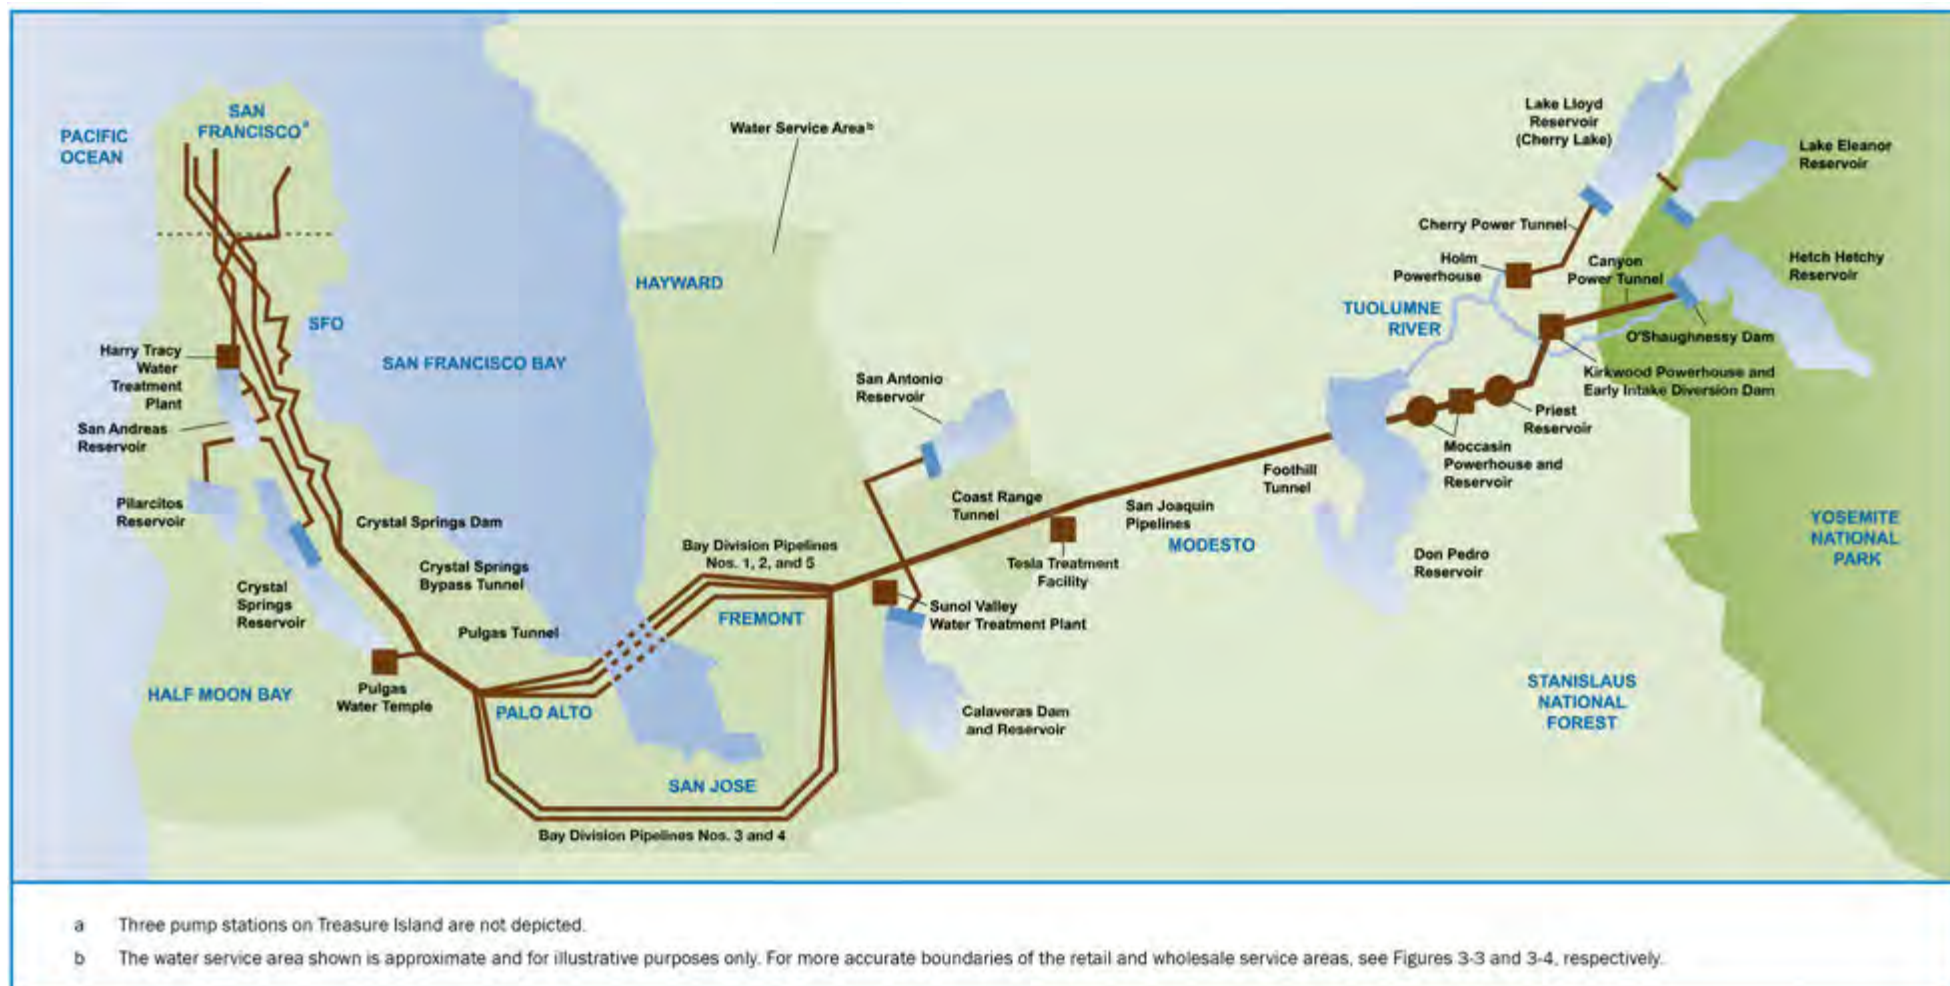 PACIFIC
OCEAN
SAN
FRANCISCOᵃ
Water Service Areaᵇ
HAYWARD
SFO
SAN FRANCISCO BAY
Harry Tracy
Water
Treatment
Plant
San Andreas
Reservoir
Pilarcitos
Reservoir
Crystal
Springs
Reservoir
Crystal Springs Dam
Crystal Springs
Bypass Tunnel
Pulgas Tunnel
HALF MOON BAY
Pulgas
Water Temple
PALO ALTO
Bay Division Pipelines
Nos. 1, 2, and 5
FREMONT
SAN JOSE
Bay Division Pipelines Nos. 3 and 4
San Antonio
Reservoir
Coast Range
Tunnel
Tesla Treatment
Facility
Sunol Valley
Water Treatment Plant
Calaveras Dam
and Reservoir
San Joaquin
Pipelines
MODESTO
Foothill
Tunnel
Don Pedro
Reservoir
Moccasin
Powerhouse and
Reservoir
Priest
Reservoir
Kirkwood Powerhouse and
Early Intake Diversion Dam
O'Shaughnessy Dam
TUOLUMNE
RIVER
Holm
Powerhouse
Cherry Power Tunnel
Canyon
Power Tunnel
Lake Lloyd
Reservoir
(Cherry Lake)
Lake Eleanor
Reservoir
Hetch Hetchy
Reservoir
YOSEMITE
NATIONAL
PARK
STANISLAUS
NATIONAL
FOREST
a Three pump stations on Treasure Island are not depicted.
b The water service area shown is approximate and for illustrative purposes only. For more accurate boundaries of the retail and wholesale service areas, see Figures 3-3 and 3-4, respectively.